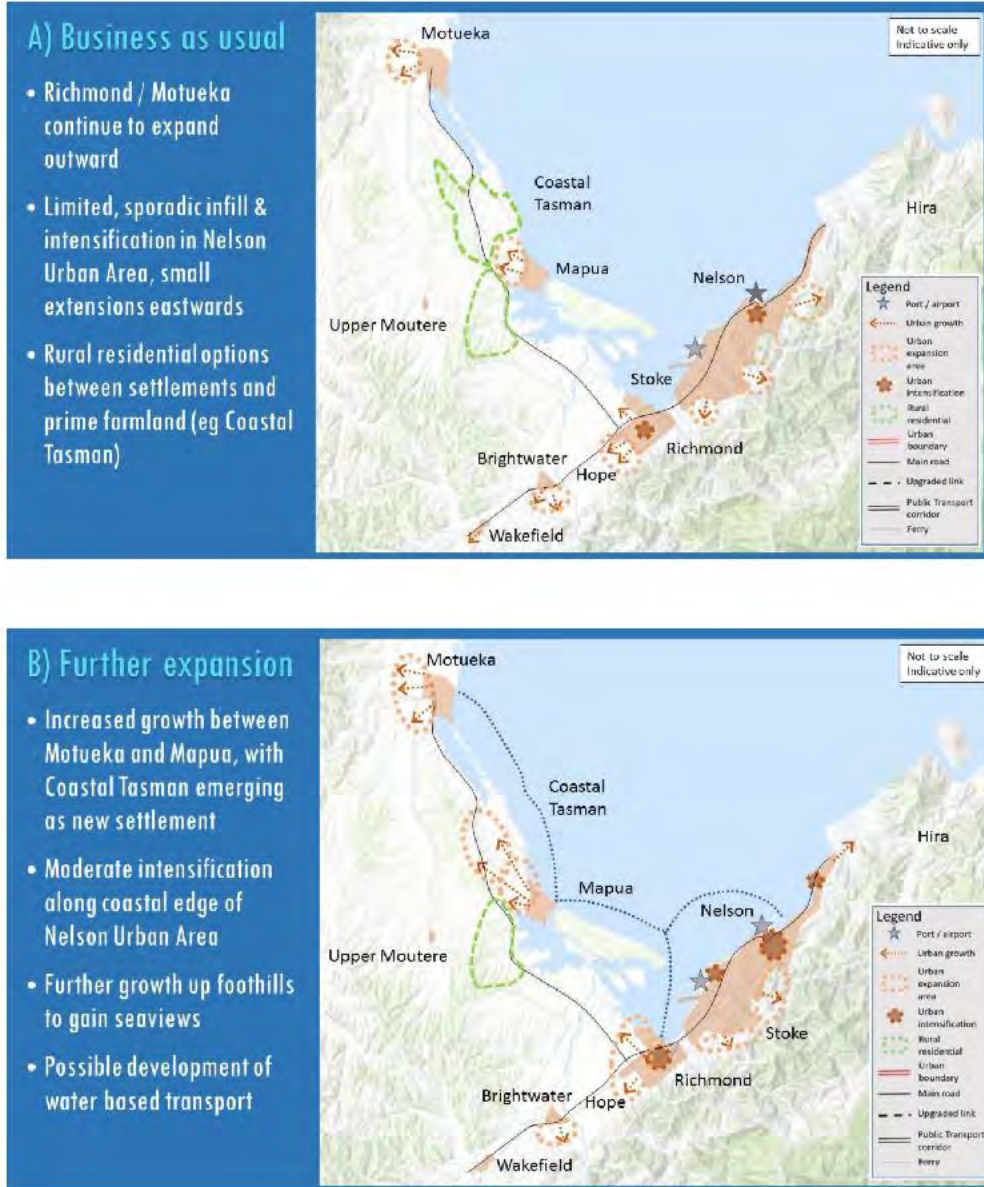 A) Business as usual
• Richmond / Motueka
continue to expand
outward
• Limited, sporadic infill &
intensification in Nelson
Urban Area, small
extensions eastwards
• Rural residential options
between settlements and
prime farmland (eg Coastal
Tasman)
Motueka
Not to scale
Indicative only
Coastal
Tasman
Hira
Mapua
Nelson
Upper Moutere
Stoke
Richmond
Brightwater
Hope
Wakefield
Legend
Port / airport
Urban growth
Urban
expansion
area
Urban
intensification
Rural
residential
Urban
boundary
Main road
Upgraded link
Public Transport
corridor
Ferry
B) Further expansion
• Increased growth between
Motueka and Mapua, with
Coastal Tasman emerging
as new settlement
• Moderate intensification
along coastal edge of
Nelson Urban Area
• Further growth up foothills
to gain seaviews
• Possible development of
water based transport
Motueka
Not to scale
Indicative only
Coastal
Tasman
Hira
Mapua
Nelson
Upper Moutere
Stoke
Richmond
Brightwater
Hope
Wakefield
Legend
Port / airport
Urban growth
Urban
expansion
area
Urban
intensification
Rural
residential
Urban
boundary
Main road
Upgraded link
Public Transport
corridor
Ferry